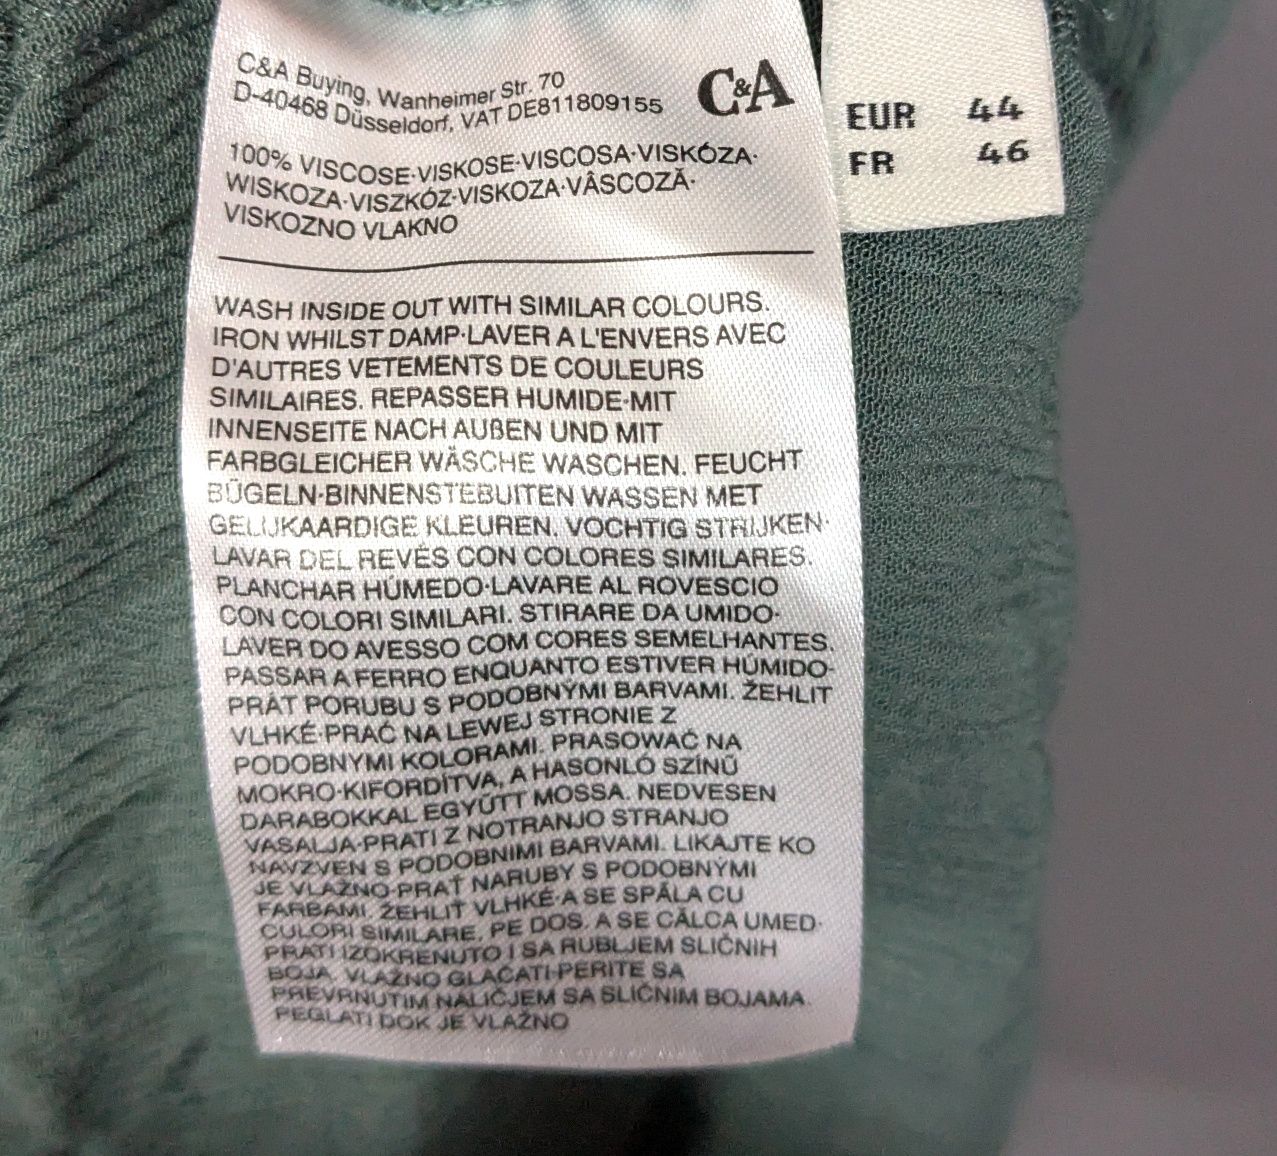 C&A Buying, Wanheimer Str. 70
D-40468 Düsseldorf, VAT DE811809155
C&A
EUR 44
FR 46
100% VISCOSE·VISKOSE·VISCOSA·VISKÓZA·
WISKOZA·VISZKÓZ·VISKOZA·VÂSCOZĂ·
VISKOZNO VLAKNO
WASH INSIDE OUT WITH SIMILAR COLOURS.
IRON WHILST DAMP·LAVER A L'ENVERS AVEC
D'AUTRES VETEMENTS DE COULEURS
SIMILAIRES. REPASSER HUMIDE·MIT
INNENSEITE NACH AUßEN UND MIT
FARBGLEICHER WÄSCHE WASCHEN. FEUCHT
BÜGELN·BINNENSTEBUITEN WASSEN MET
GELIJKAARDIGE KLEUREN. VOCHTIG STRIJKEN·
LAVAR DEL REVÉS CON COLORES SIMILARES.
PLANCHAR HÚMEDO·LAVARE AL ROVESCIO
CON COLORI SIMILARI. STIRARE DA UMIDO·
LAVER DO AVESSO COM CORES SEMELHANTES.
PASSAR A FERRO ENQUANTO ESTIVER HÚMIDO·
PRÁT PORUBU S PODOBNÝMI BARVAMI. ŽEHLIT
VLHKÉ·PRAĆ NA LEWEJ STRONIE Z
PODOBNYMI KOLORAMI. PRASOWAĆ NA
MOKRO·KIFORDÍTVA, A HASONLÓ SZÍNŰ
DARABOKKAL EGYÜTT MOSSA. NEDVESEN
VASALJA·PRATI Z NOTRANJO STRANJO
NAVZVEN S PODOBNIMI BARVAMI. LIKAJTE KO
JE VLAŽNO·PRAŤ NARUBY S PODOBNÝMI
FARBAMI. ŽEHLIŤ VLHKÉ·A SE SPĂLA CU
CULORI SIMILARE, PE DOS. A SE CĂLCA UMED·
PRATI IZOKRENUTO I SA RUBLJEM SLIČNIH
BOJA. VLAŽNO GLAČATI·PERITE SA
PREVRNUTIM NALIČJEM SA SLIČNIM BOJAMA.
PEGLATI DOK JE VLAŽNO